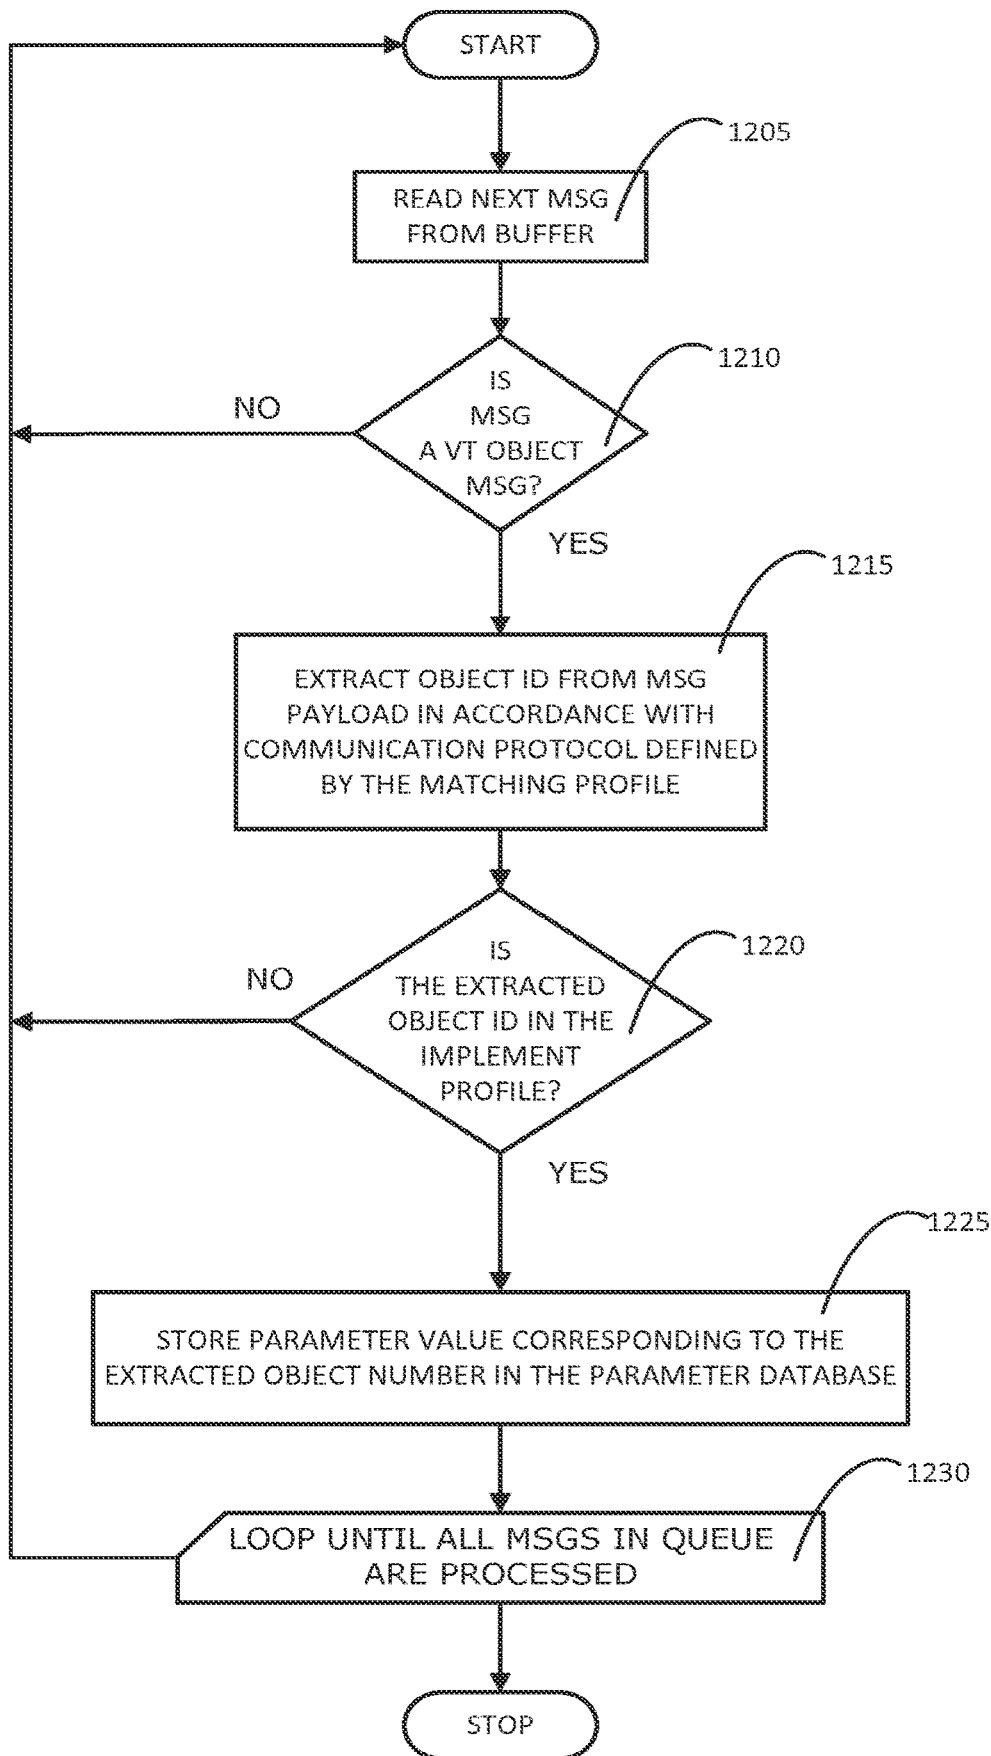 START
1205
READ NEXT MSG
FROM BUFFER
1210
IS
MSG
A VT OBJECT
MSG?
NO
YES
1215
EXTRACT OBJECT ID FROM MSG
PAYLOAD IN ACCORDANCE WITH
COMMUNICATION PROTOCOL DEFINED
BY THE MATCHING PROFILE
1220
IS
THE EXTRACTED
OBJECT ID IN THE
IMPLEMENT
PROFILE?
NO
YES
1225
STORE PARAMETER VALUE CORRESPONDING TO THE
EXTRACTED OBJECT NUMBER IN THE PARAMETER DATABASE
1230
LOOP UNTIL ALL MSGS IN QUEUE
ARE PROCESSED
STOP